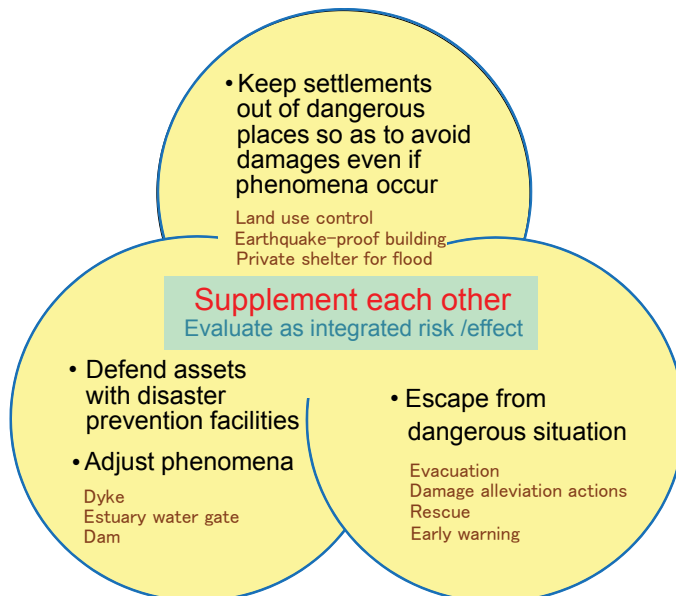 • Keep settlements
out of dangerous
places so as to avoid
damages even if
phenomena occur
Land use control
Earthquake-proof building
Private shelter for flood
Supplement each other
Evaluate as integrated risk /effect
• Defend assets
with disaster
prevention facilities
• Adjust phenomena
Dyke
Estuary water gate
Dam
• Escape from
dangerous situation
Evacuation
Damage alleviation actions
Rescue
Early warning